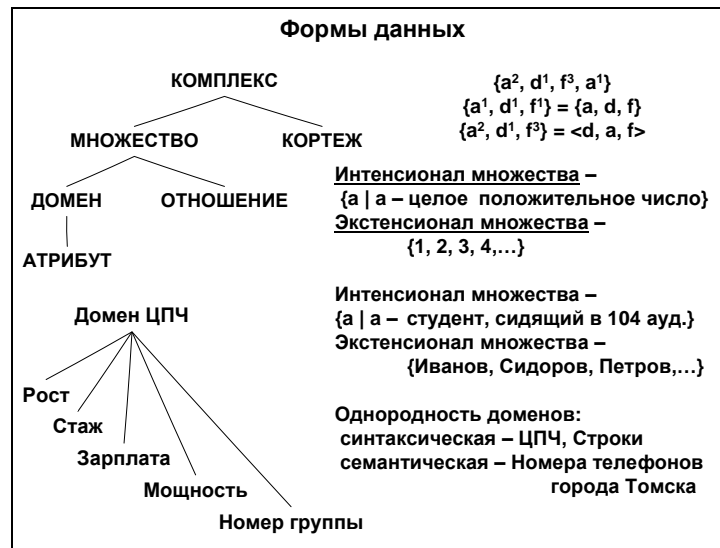 Формы данных
КОМПЛЕКС
МНОЖЕСТВО КОРТЕЖ
ДОМЕН ОТНОШЕНИЕ
АТРИБУТ
Домен ЦПЧ
Рост
Стаж
Зарплата
Мощность
Номер группы
{a², d¹, f³, a¹}
{a¹, d¹, f¹} = {a, d, f}
{a², d¹, f³} = <d, a, f>
Интенсионал множества –
{a | a – целое положительное число}
Экстенсионал множества –
{1, 2, 3, 4,…}
Интенсионал множества –
{a | a – студент, сидящий в 104 ауд.}
Экстенсионал множества –
{Иванов, Сидоров, Петров,…}
Однородность доменов:
синтаксическая – ЦПЧ, Строки
семантическая – Номера телефонов
города Томска